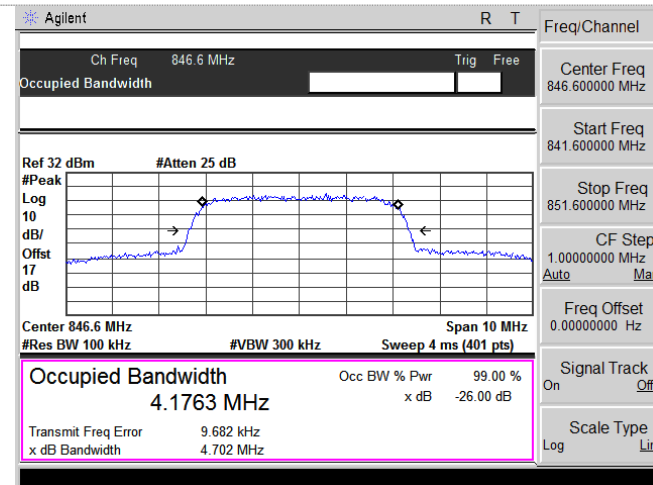 Agilent R T
Freq/Channel
Ch Freq 846.6 MHz Trig Free
Occupied Bandwidth
Center Freq
846.600000 MHz
Start Freq
841.600000 MHz
Stop Freq
851.600000 MHz
CF Step
1.00000000 MHz
Auto Ma
Freq Offset
0.00000000 Hz
Signal Track
On Off
Scale Type
Log Lin
Ref 32 dBm #Atten 25 dB
#Peak
Log
10
dB/
Offst
17
dB
Center 846.6 MHz Span 10 MHz
#Res BW 100 kHz #VBW 300 kHz Sweep 4 ms (401 pts)
Occupied Bandwidth Occ BW % Pwr 99.00 %
4.1763 MHz x dB -26.00 dB
Transmit Freq Error 9.682 kHz
x dB Bandwidth 4.702 MHz